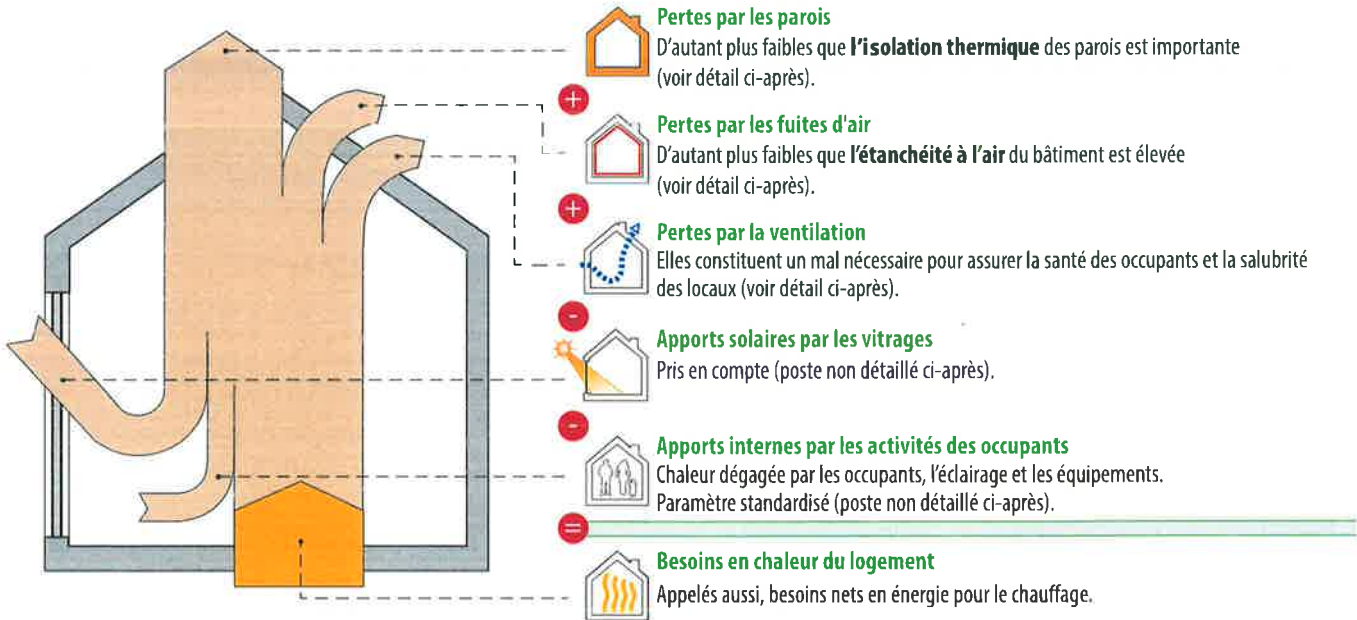 Pertes par les parois
D'autant plus faibles que l'isolation thermique des parois est importante
(voir détail ci-après).
+
Pertes par les fuites d'air
D'autant plus faibles que l'étanchéité à l'air du bâtiment est élevée
(voir détail ci-après).
+
Pertes par la ventilation
Elles constituent un mal nécessaire pour assurer la santé des occupants et la salubrité
des locaux (voir détail ci-après).
-
Apports solaires par les vitrages
Pris en compte (poste non détaillé ci-après).
-
Apports internes par les activités des occupants
Chaleur dégagée par les occupants, l'éclairage et les équipements.
Paramètre standardisé (poste non détaillé ci-après).
=
Besoins en chaleur du logement
Appelés aussi, besoins nets en énergie pour le chauffage.